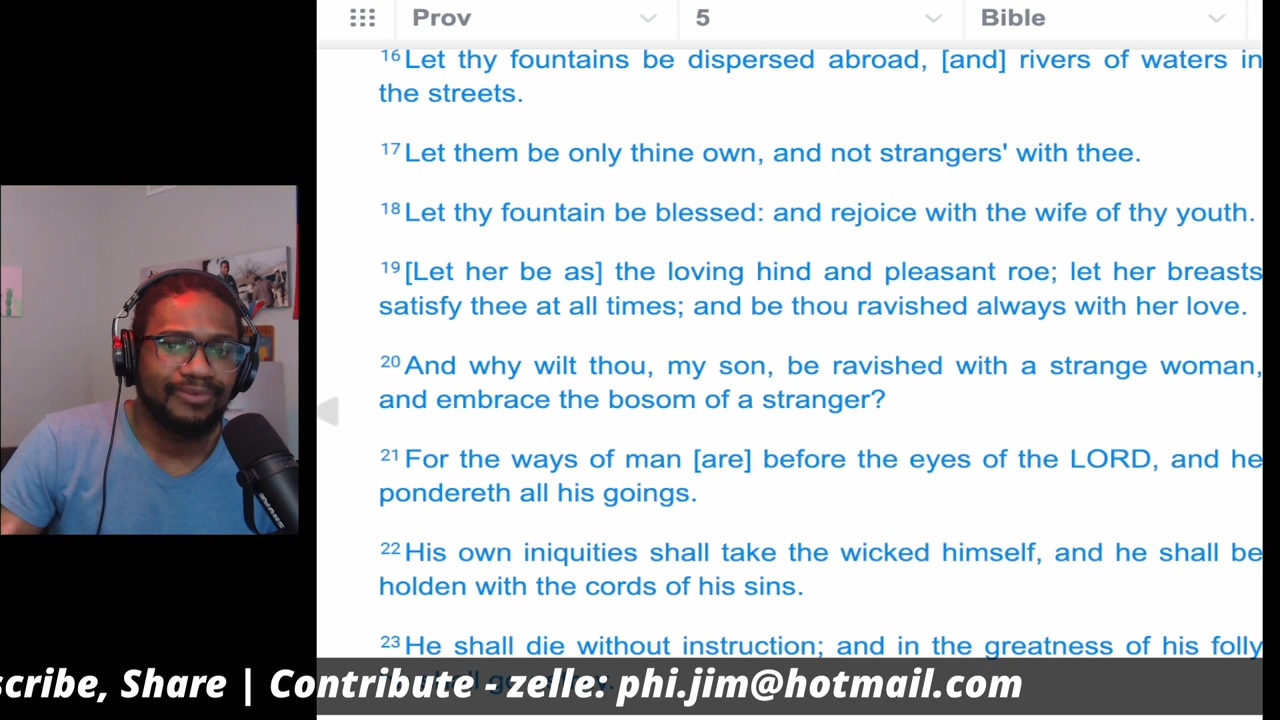 Prov 5 Bible
16 Let thy fountains be dispersed abroad, [and] rivers of waters in
the streets.
17 Let them be only thine own, and not strangers' with thee.
18 Let thy fountain be blessed: and rejoice with the wife of thy youth.
19 [Let her be as] the loving hind and pleasant roe; let her breasts
satisfy thee at all times; and be thou ravished always with her love.
20 And why wilt thou, my son, be ravished with a strange woman,
and embrace the bosom of a stranger?
21 For the ways of man [are] before the eyes of the LORD, and he
pondereth all his goings.
22 His own iniquities shall take the wicked himself, and he shall be
holden with the cords of his sins.
23 He shall die without instruction; and in the greatness of his folly
scribe, Share | Contribute - zelle: phi.jim@hotmail.com